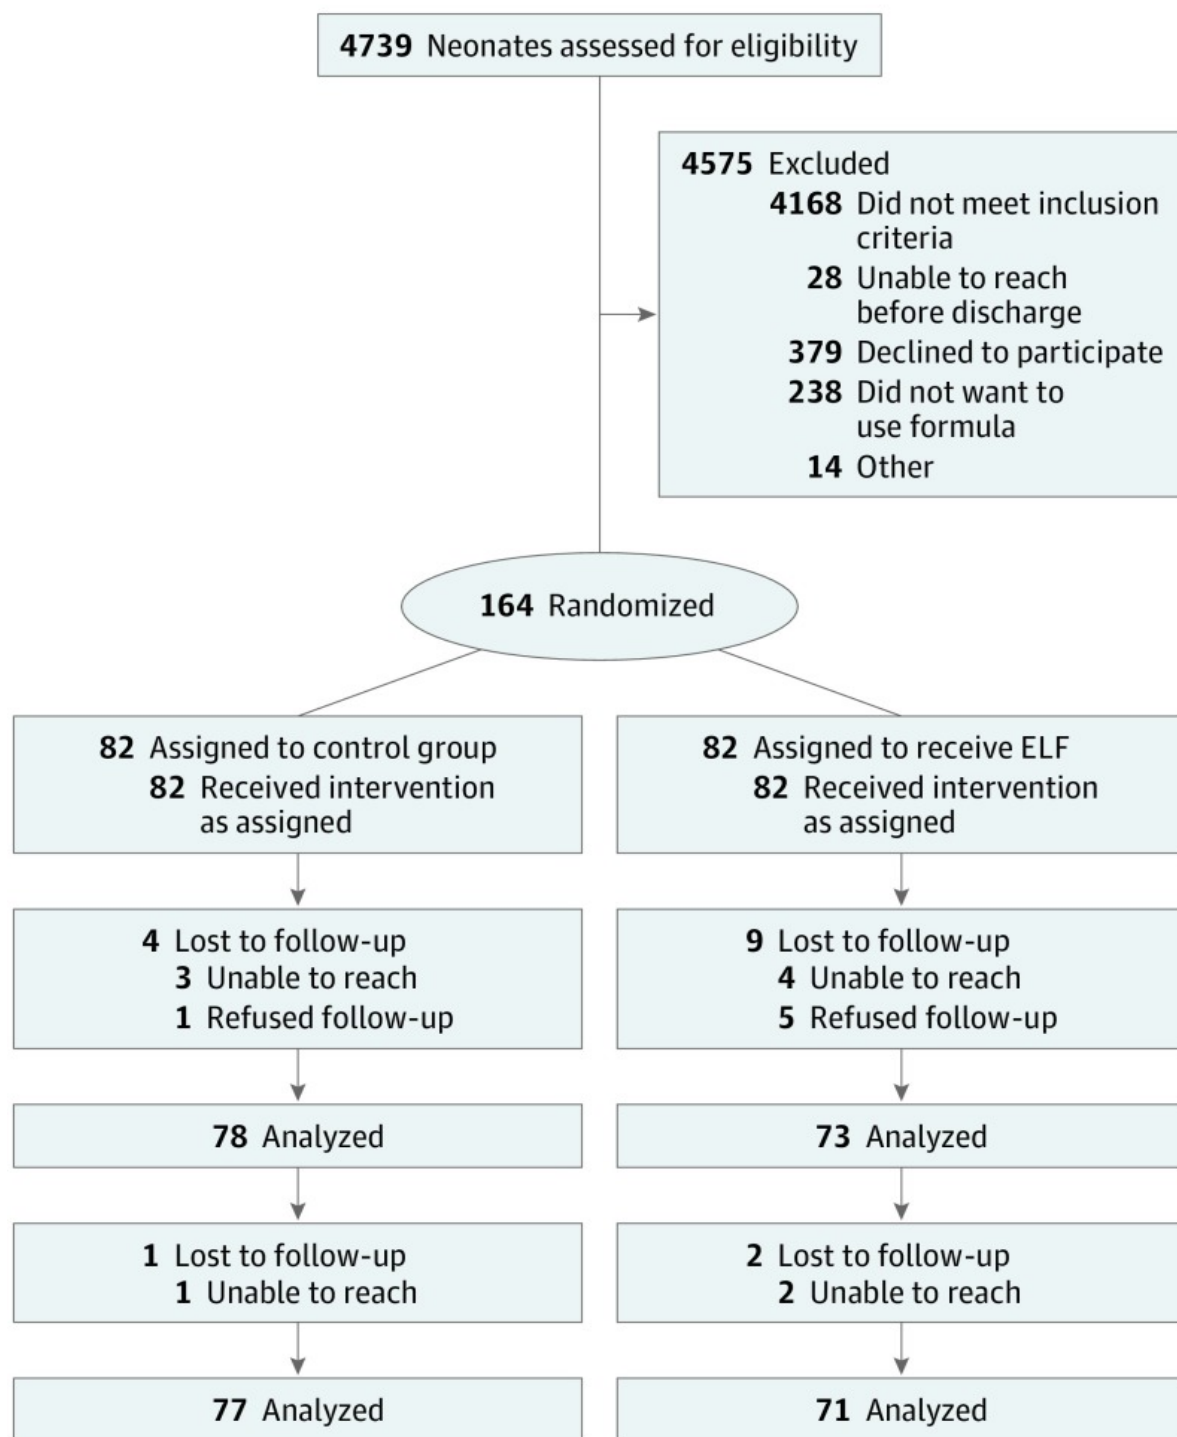 4739 Neonates assessed for eligibility
4575 Excluded
4168 Did not meet inclusion
criteria
28 Unable to reach
before discharge
379 Declined to participate
238 Did not want to
use formula
14 Other
164 Randomized
82 Assigned to control group
82 Received intervention
as assigned
82 Assigned to receive ELF
82 Received intervention
as assigned
4 Lost to follow-up
3 Unable to reach
1 Refused follow-up
9 Lost to follow-up
4 Unable to reach
5 Refused follow-up
78 Analyzed
73 Analyzed
1 Lost to follow-up
1 Unable to reach
2 Lost to follow-up
2 Unable to reach
77 Analyzed
71 Analyzed